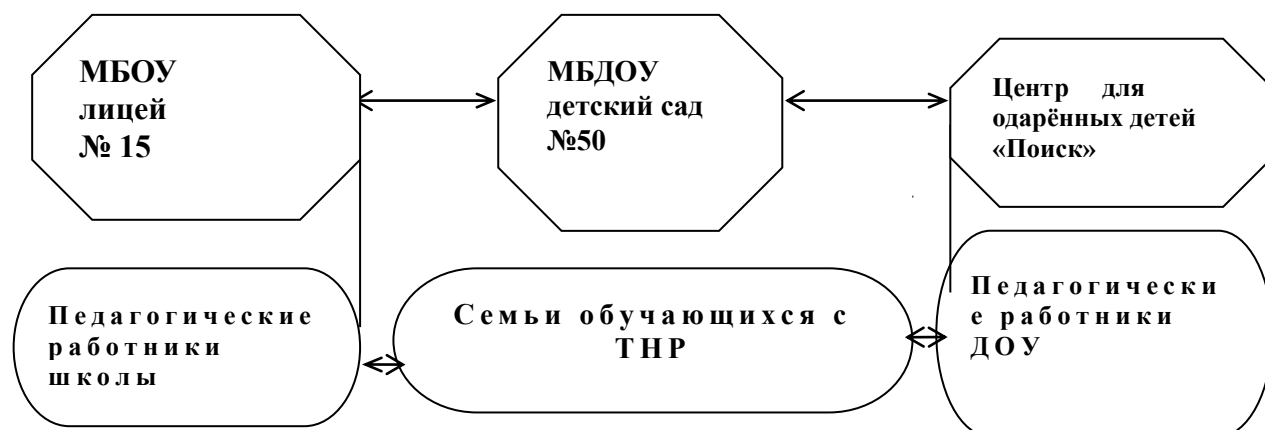 МБОУ
лицей
№ 15
МБДОУ
детский сад
№50
Центр для
одарённых детей
«Поиск»
Педагогические
работники
школы
Семьи обучающихся с
ТНР
Педагогически
е работники
ДОУ